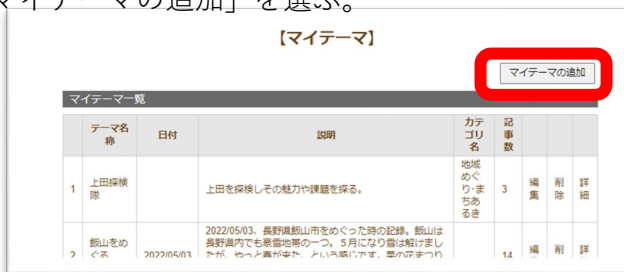 マイテーマの追加」を選ぶ。
【マイテーマ】
マイテーマの追加
マイテーマ一覧
テーマ名称 日付 説明 カテゴリ名 記事数
1 上田探検隊 上田を探検しその魅力や課題を探る。 地域めぐり・まちあるき 3 編集 削除 詳細
2 飯山をめぐる 2022/05/03 2022/05/03、長野県飯山市をめぐった時の記録。飯山は
長野県内でも豪雪地帯の一つ。５月になり雪は解けまし
たが、やっと春が来た、という感じです。菜の花まつり 14 編集 削除 詳細